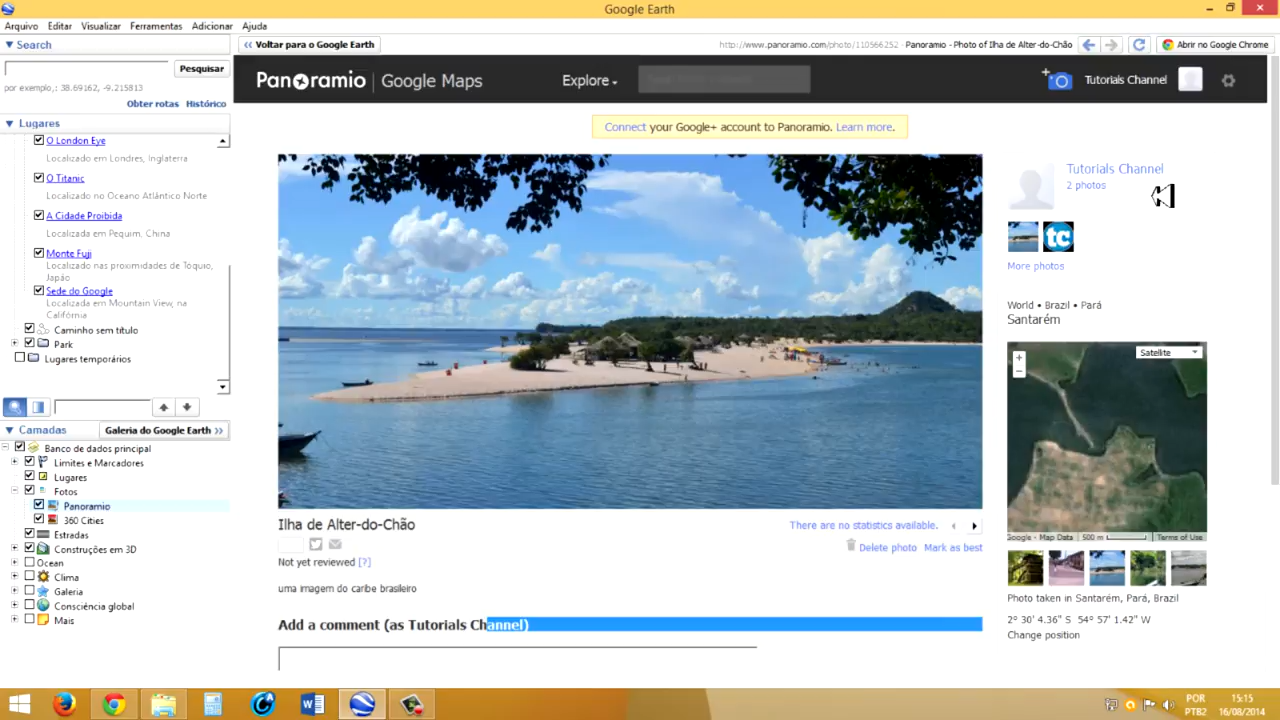 Google Earth
Arquivo Editar Visualizar Ferramentas Adicionar Ajuda
Search
Pesquisar
por exemplo,: 38.69162, -9.215813
Obter rotas Histórico
Lugares
O London Eye
Localizado em Londres, Inglaterra
O Titanic
Localizado no Oceano Atlântico Norte
A Cidade Proibida
Localizada em Pequim, China
Monte Fuji
Localizado nas proximidades de Tóquio,
Japão
Sede do Google
Localizada em Mountain View, na
Califórnia
Caminho sem título
Park
Lugares temporários
Camadas
Galeria do Google Earth >>
Banco de dados principal
Limites e Marcadores
Lugares
Fotos
Panoramio
360 Cities
Estradas
Construções em 3D
Ocean
Clima
Galeria
Consciência global
Mais
<< Voltar para o Google Earth
http://www.panoramio.com/photo/110566252 - Panoramio - Photo of Ilha de Alter-do-Chão
Abrir no Google Chrome
Panoramio | Google Maps
Explore
Tutorials Channel
Connect your Google+ account to Panoramio. Learn more.
Ilha de Alter-do-Chão
There are no statistics available.
Delete photo Mark as best
Not yet reviewed [?]
uma imagem do caribe brasileiro
Add a comment (as Tutorials Channel)
Tutorials Channel
2 photos
tc
More photos
World • Brazil • Pará
Santarém
+
Satellite
−
Google - Map Data 500 m Terms of Use
Photo taken in Santarém, Pará, Brazil
2° 30' 4.36" S 54° 57' 1.42" W
Change position
POR
PTB2
15:15
16/08/2014